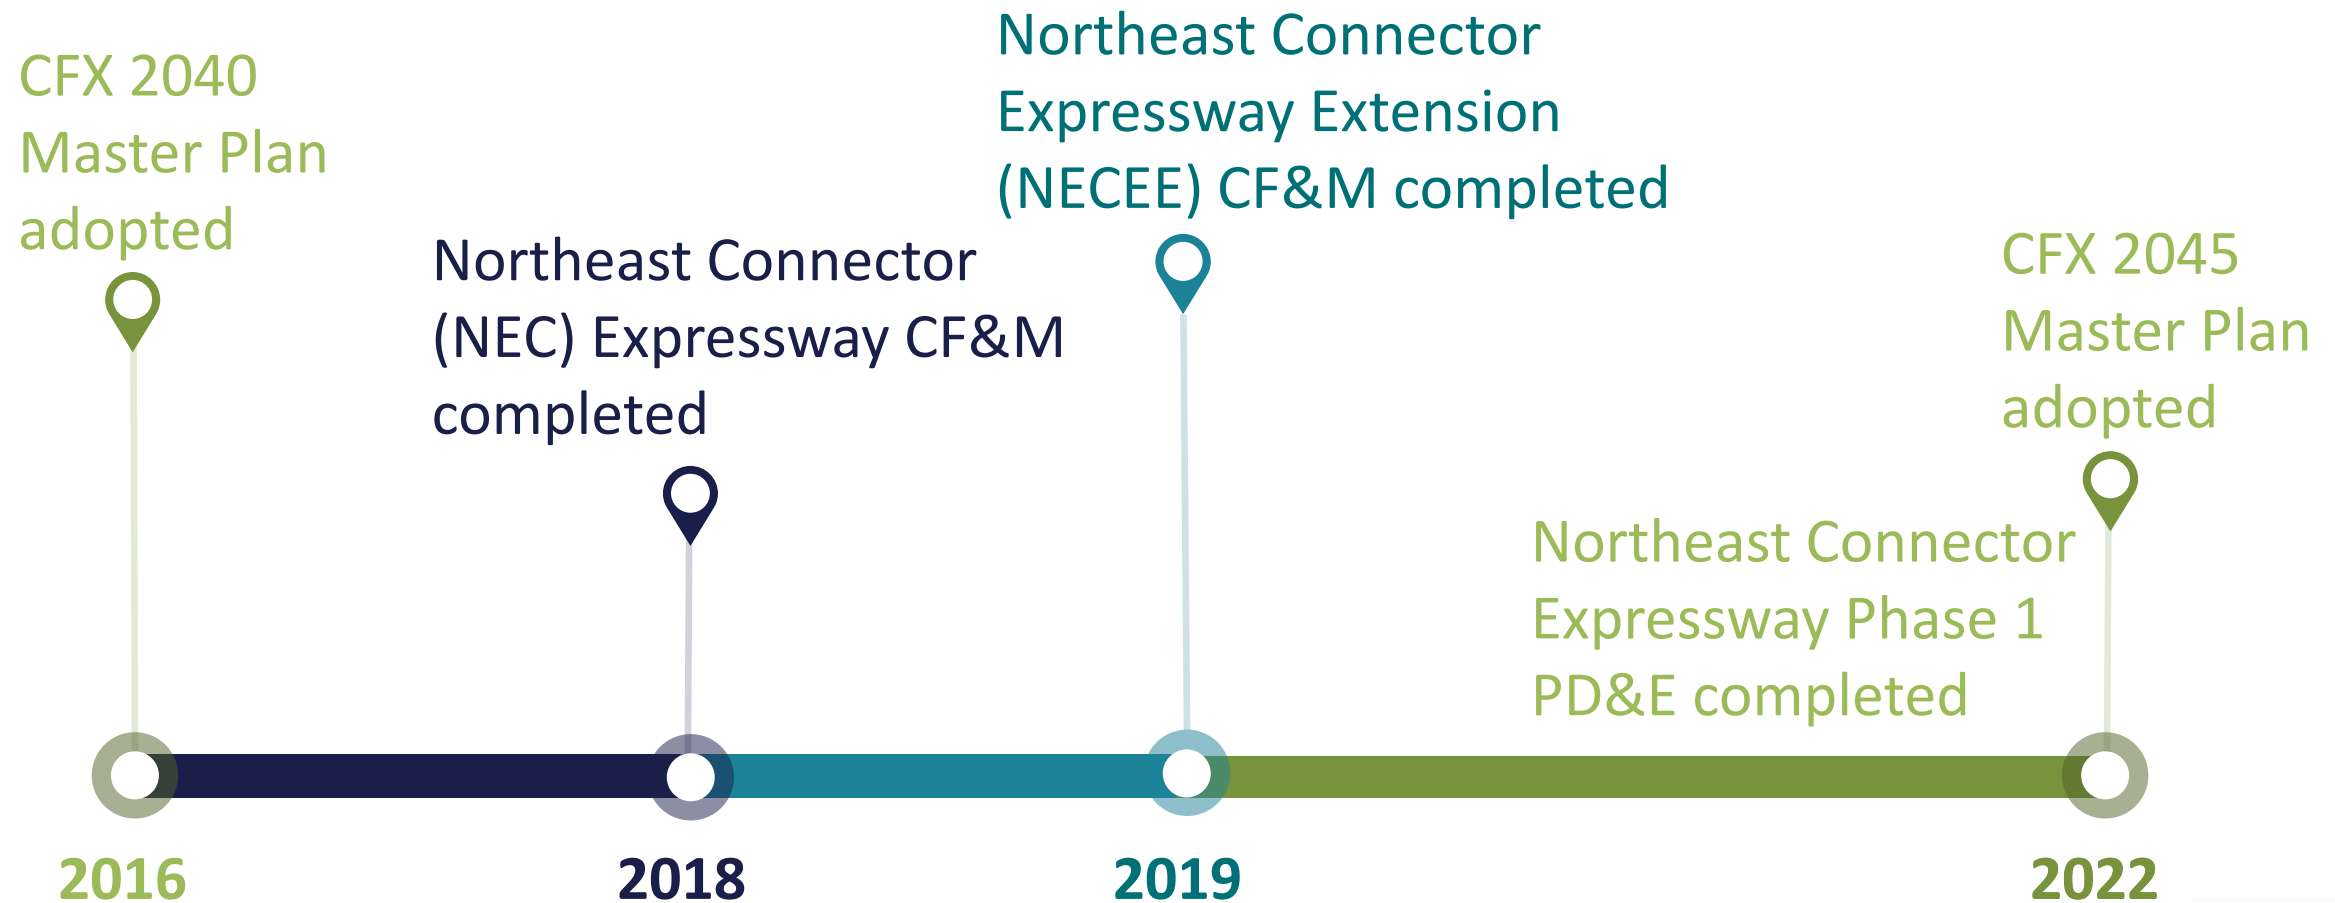 CFX 2040
Master Plan
adopted
Northeast Connector
(NEC) Expressway CF&M
completed
Northeast Connector
Expressway Extension
(NECEE) CF&M completed
Northeast Connector
Expressway Phase 1
PD&E completed
CFX 2045
Master Plan
adopted
2016
2018
2019
2022